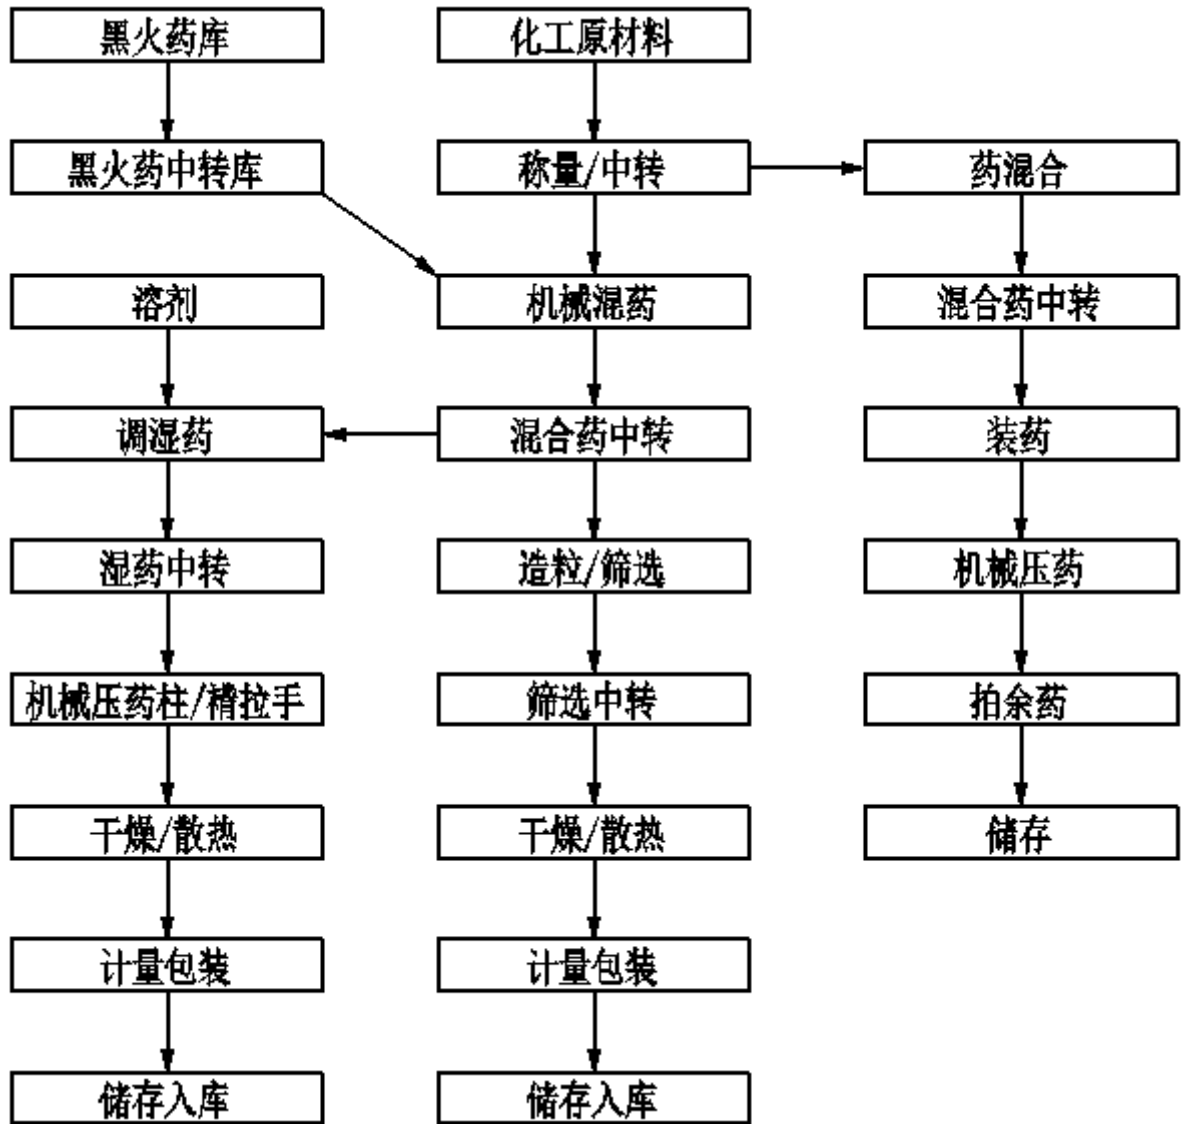 黑火药库
化工原材料
黑火药中转库
称量/中转
药混合
溶剂
机械混药
混合药中转
调湿药
混合药中转
装药
湿药中转
造粒/筛选
机械压药
机械压药柱/褙拉手
筛选中转
拍余药
干燥/散热
干燥/散热
储存
计量包装
计量包装
储存入库
储存入库